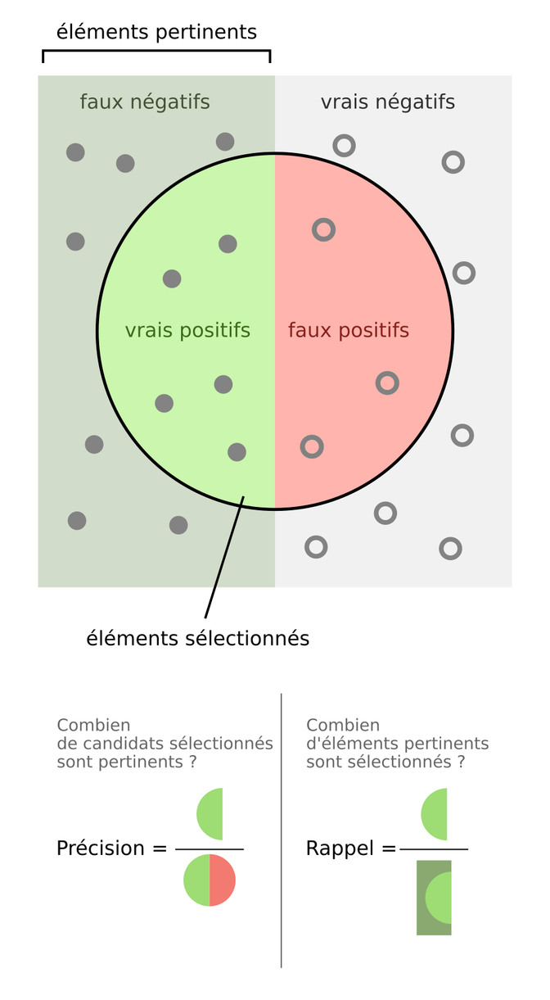 éléments pertinents
faux négatifs
vrais négatifs
vrais positifs
faux positifs
éléments sélectionnés
Combien
de candidats sélectionnés
sont pertinents ?
Précision =
Combien
d'éléments pertinents
sont sélectionnés ?
Rappel =